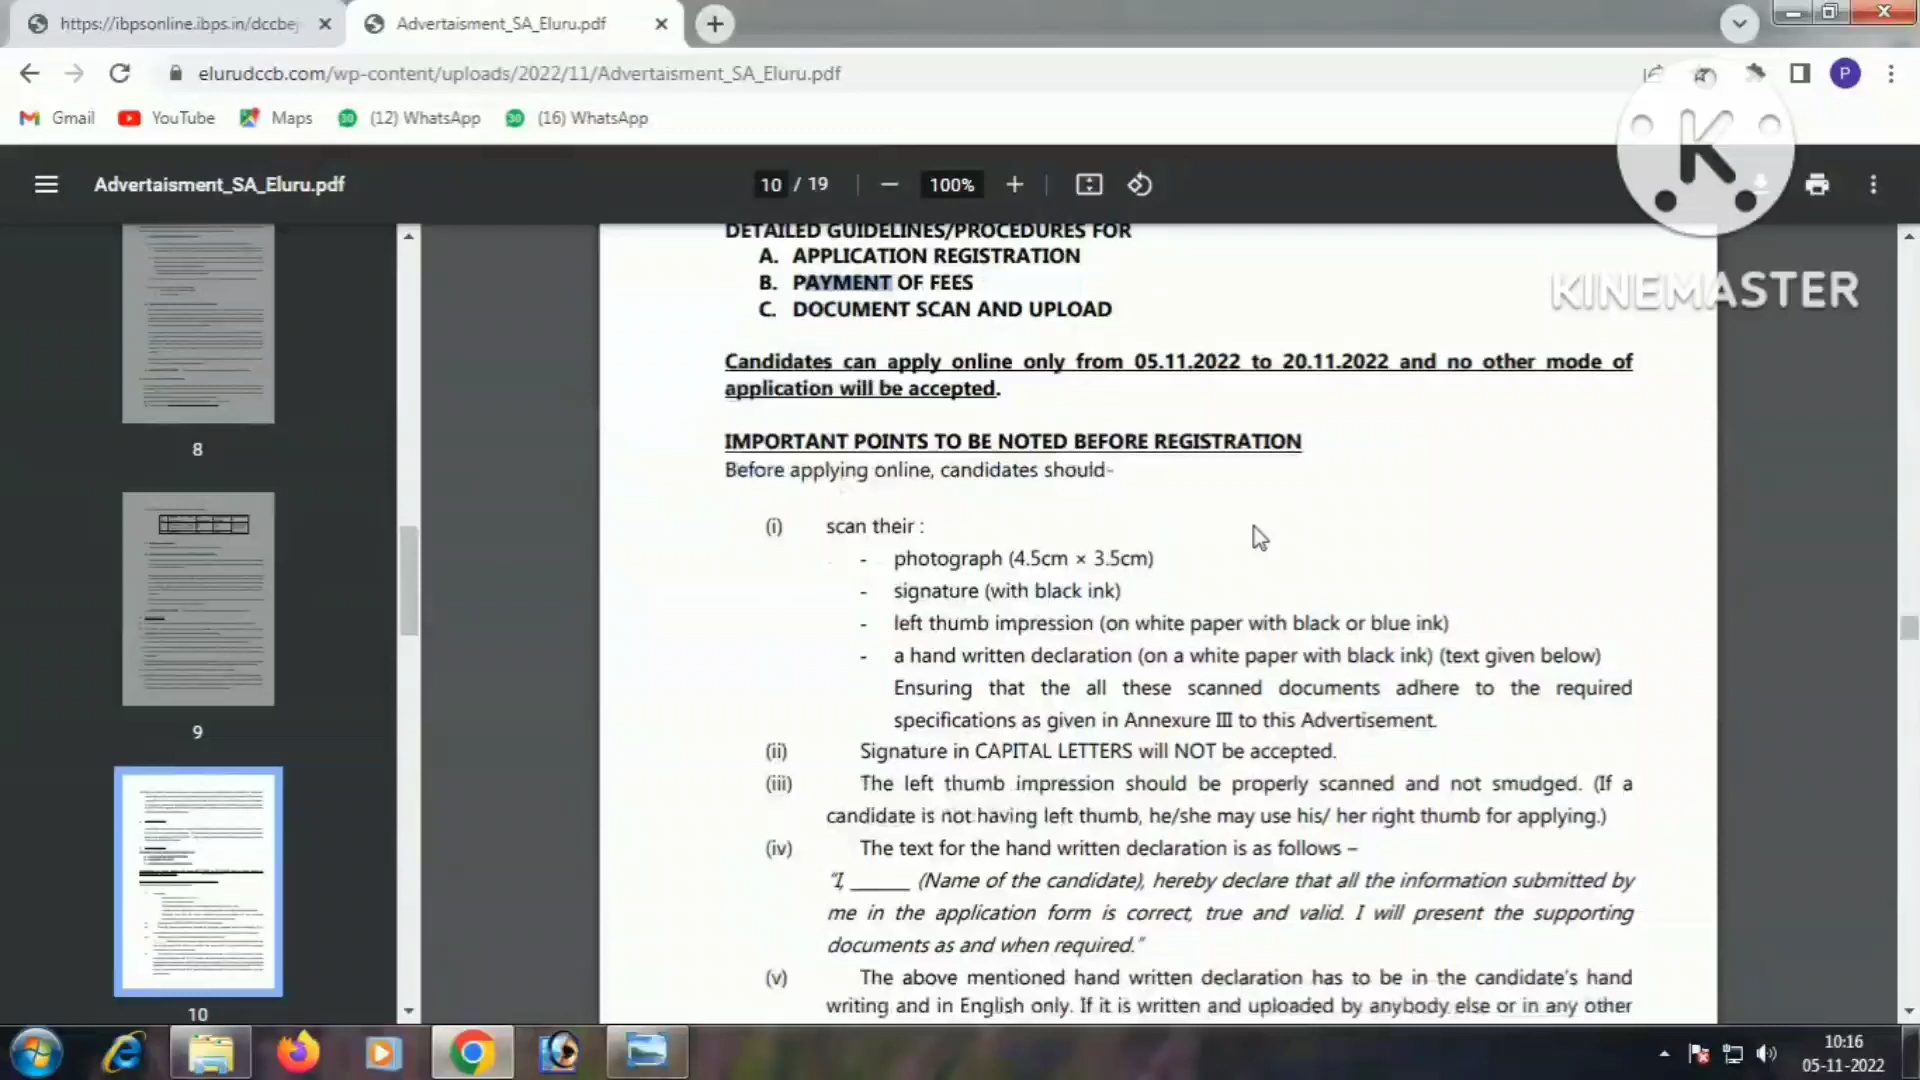 https://ibpsonline.ibps.in/dccbe
Advertaisment_SA_Eluru.pdf
elurudccb.com/wp-content/uploads/2022/11/Advertaisment_SA_Eluru.pdf
P
Gmail
YouTube
Maps
(12) WhatsApp
(16) WhatsApp
Advertaisment_SA_Eluru.pdf
10 / 19
100%
K
KINEMASTER
8
9
10
DETAILED GUIDELINES/PROCEDURES FOR
A. APPLICATION REGISTRATION
B. PAYMENT OF FEES
C. DOCUMENT SCAN AND UPLOAD
Candidates can apply online only from 05.11.2022 to 20.11.2022 and no other mode of
application will be accepted.
IMPORTANT POINTS TO BE NOTED BEFORE REGISTRATION
Before applying online, candidates should-
(i) scan their :
- photograph (4.5cm × 3.5cm)
- signature (with black ink)
- left thumb impression (on white paper with black or blue ink)
- a hand written declaration (on a white paper with black ink) (text given below)
Ensuring that the all these scanned documents adhere to the required
specifications as given in Annexure III to this Advertisement.
(ii) Signature in CAPITAL LETTERS will NOT be accepted.
(iii) The left thumb impression should be properly scanned and not smudged. (If a
candidate is not having left thumb, he/she may use his/ her right thumb for applying.)
(iv) The text for the hand written declaration is as follows –
"I, ______ (Name of the candidate), hereby declare that all the information submitted by
me in the application form is correct, true and valid. I will present the supporting
documents as and when required."
(v) The above mentioned hand written declaration has to be in the candidate's hand
writing and in English only. If it is written and uploaded by anybody else or in any other
10:16
05-11-2022